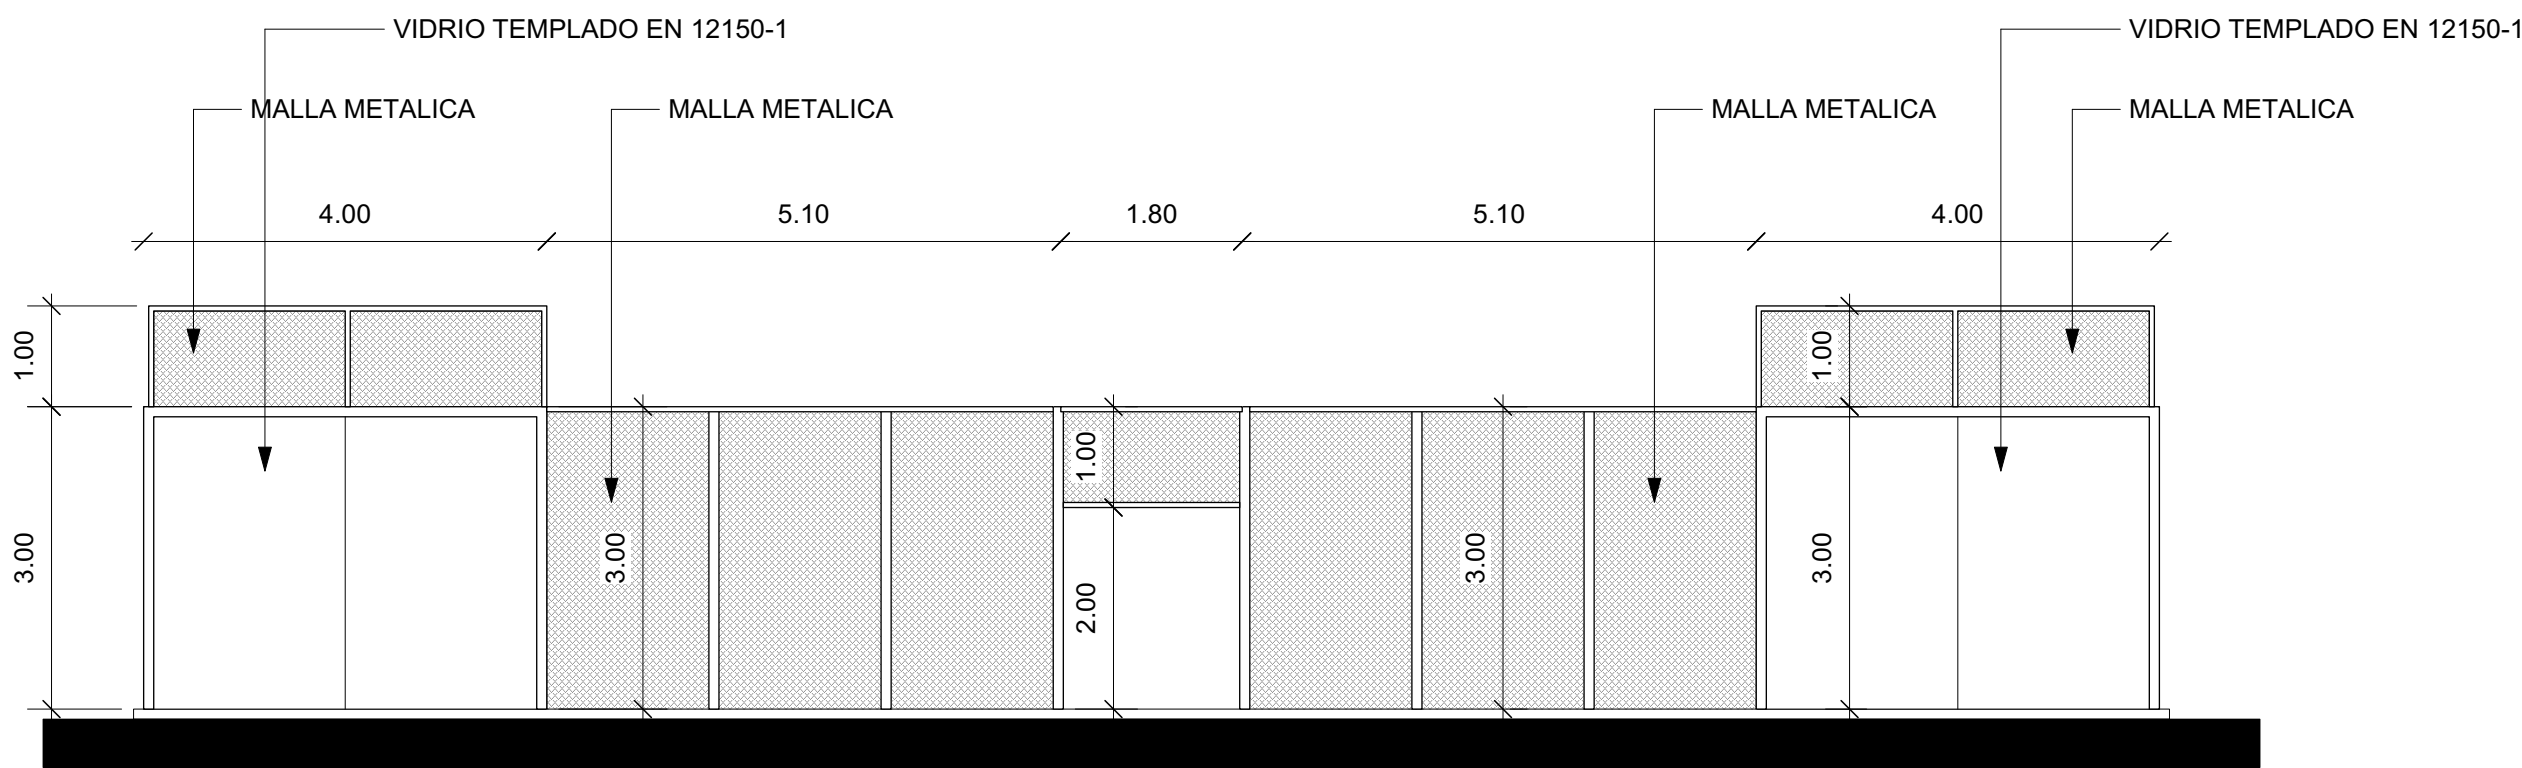 VIDRIO TEMPLADO EN 12150-1
VIDRIO TEMPLADO EN 12150-1
MALLA METALICA
MALLA METALICA
MALLA METALICA
MALLA METALICA
4.00
5.10
1.80
5.10
4.00
1.00
1.00
1.00
3.00
3.00
3.00
3.00
2.00